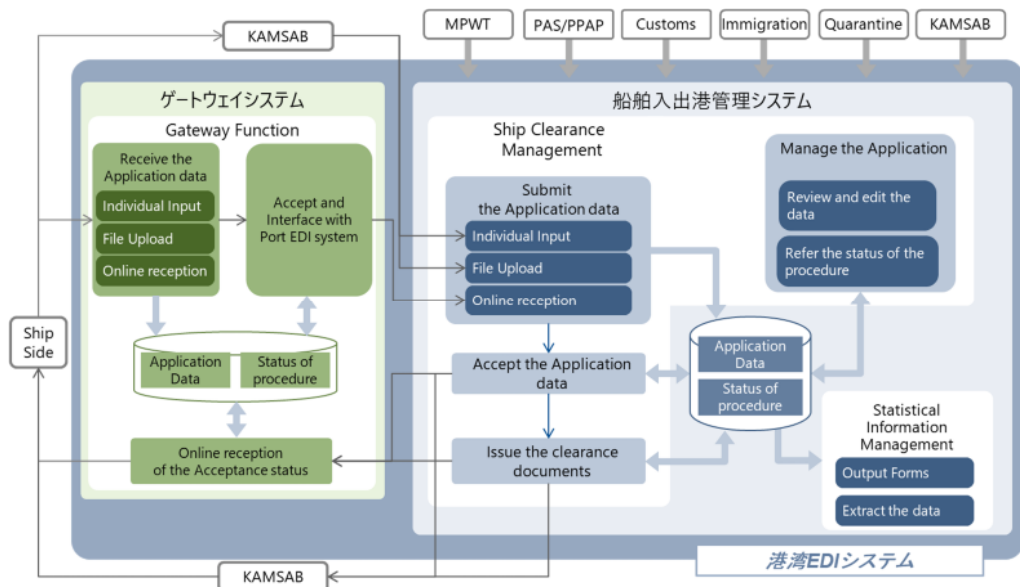 KAMSAB
MPWT
PAS/PPAP
Customs
Immigration
Quarantine
KAMSAB
ゲートウェイシステム
Gateway Function
Receive the
Application data
Individual Input
File Upload
Online reception
Accept and
Interface with
Port EDI system
Application
Data
Status of
procedure
Online reception
of the Acceptance status
Ship
Side
船舶入出港管理システム
Ship Clearance
Management
Submit
the Application data
Individual Input
File Upload
Online reception
Accept the Application
data
Issue the clearance
documents
Manage the Application
Review and edit the
data
Refer the status of the
procedure
Application
Data
Status of
procedure
Statistical
Information
Management
Output Forms
Extract the data
港湾EDIシステム
KAMSAB